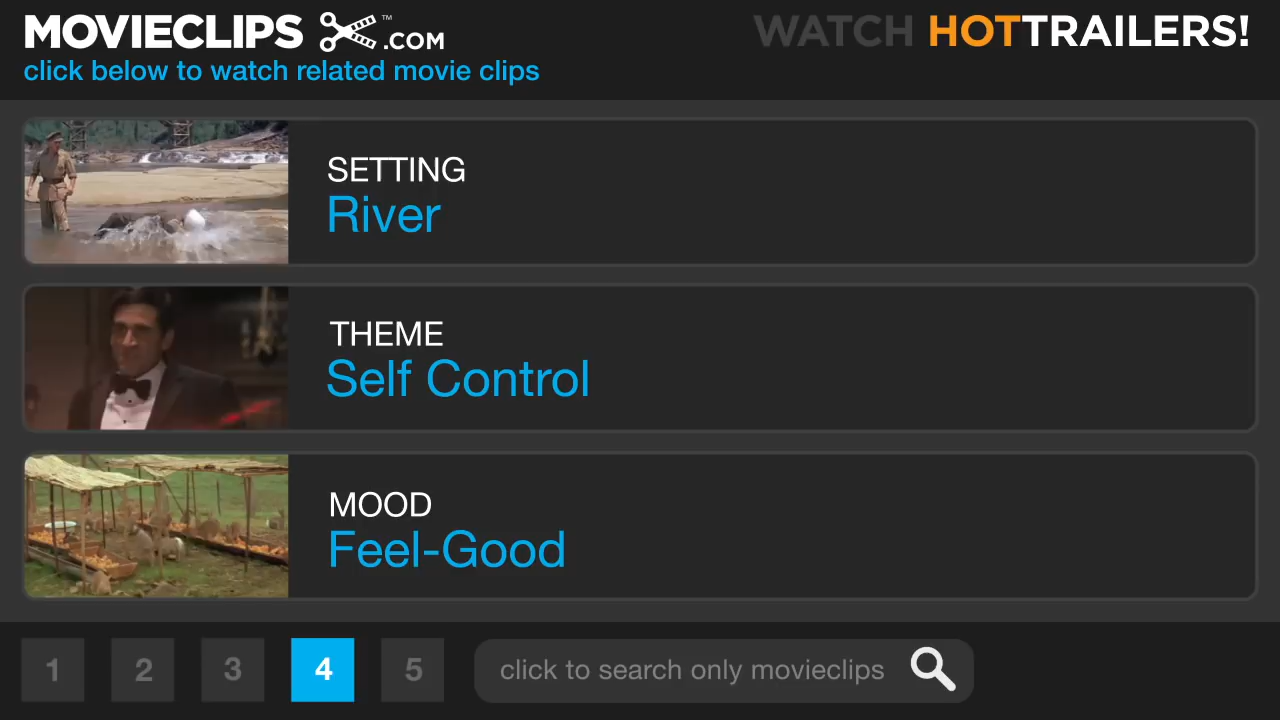 MOVIECLIPS ™.COM
WATCH HOTTRAILERS!
click below to watch related movie clips
SETTING
River
THEME
Self Control
MOOD
Feel-Good
1 2 3 4 5 click to search only movieclips